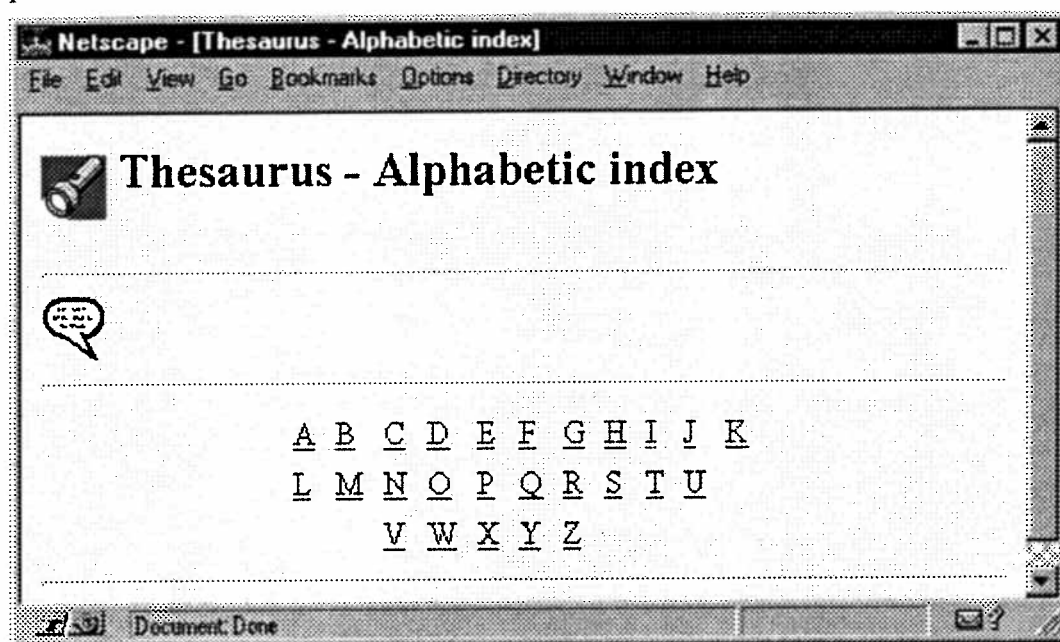 Netscape - [Thesaurus - Alphabetic index]
File Edit View Go Bookmarks Options Directory Window Help
Thesaurus - Alphabetic index
A B C D E F G H I J K
L M N O P Q R S T U
V W X Y Z
Document: Done